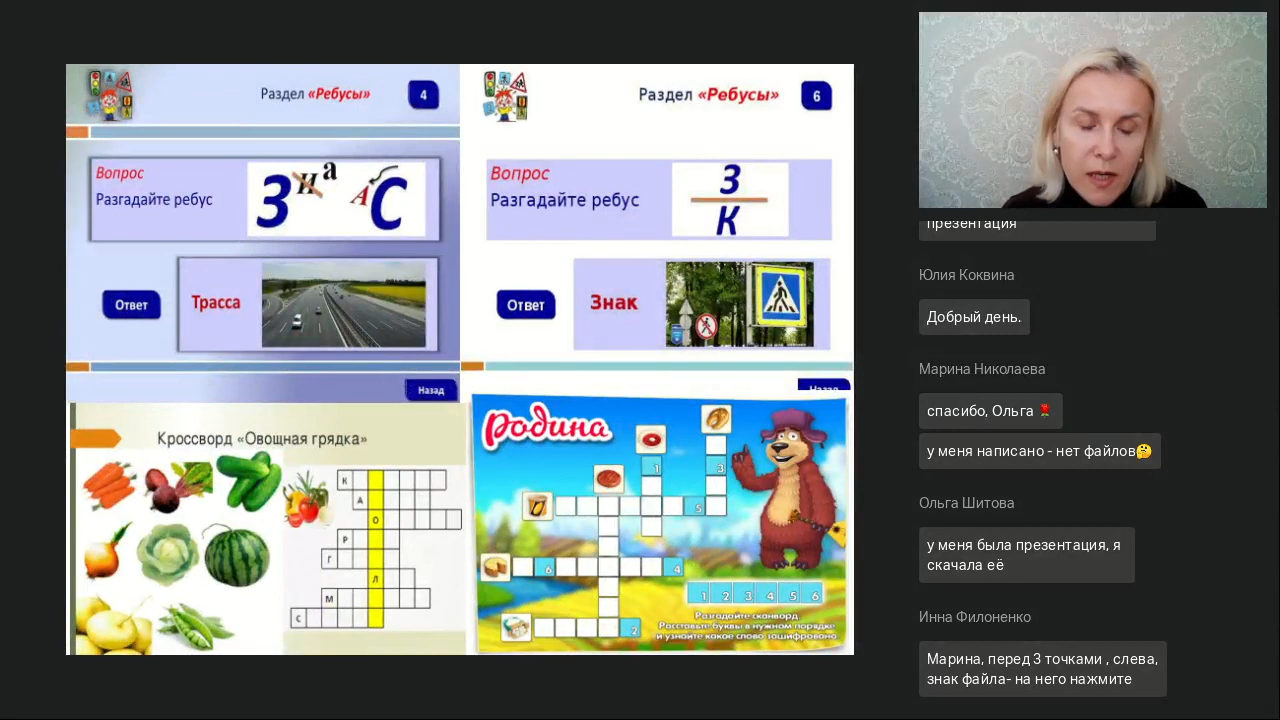 Раздел «Ребусы»
4
Вопрос
Разгадайте ребус
З и а А С
Ответ
Трасса
Назад
Раздел «Ребусы»
6
Вопрос
Разгадайте ребус
З
К
Ответ
Знак
Назад
Кроссворд «Овощная грядка»
К
А
О
Р
Г
Л
М
С
Родина
1
3
5
6
4
2
1 2 3 4 5 6
Разгадайте сканворд.
Расставьте буквы в нужном порядке
и узнайте какое слово зашифровано.
презентация
Юлия Коквина
Добрый день.
Марина Николаева
спасибо, Ольга 🌹
у меня написано - нет файлов🤔
Ольга Шитова
у меня была презентация, я
скачала её
Инна Филоненко
Марина, перед 3 точками , слева,
знак файла- на него нажмите